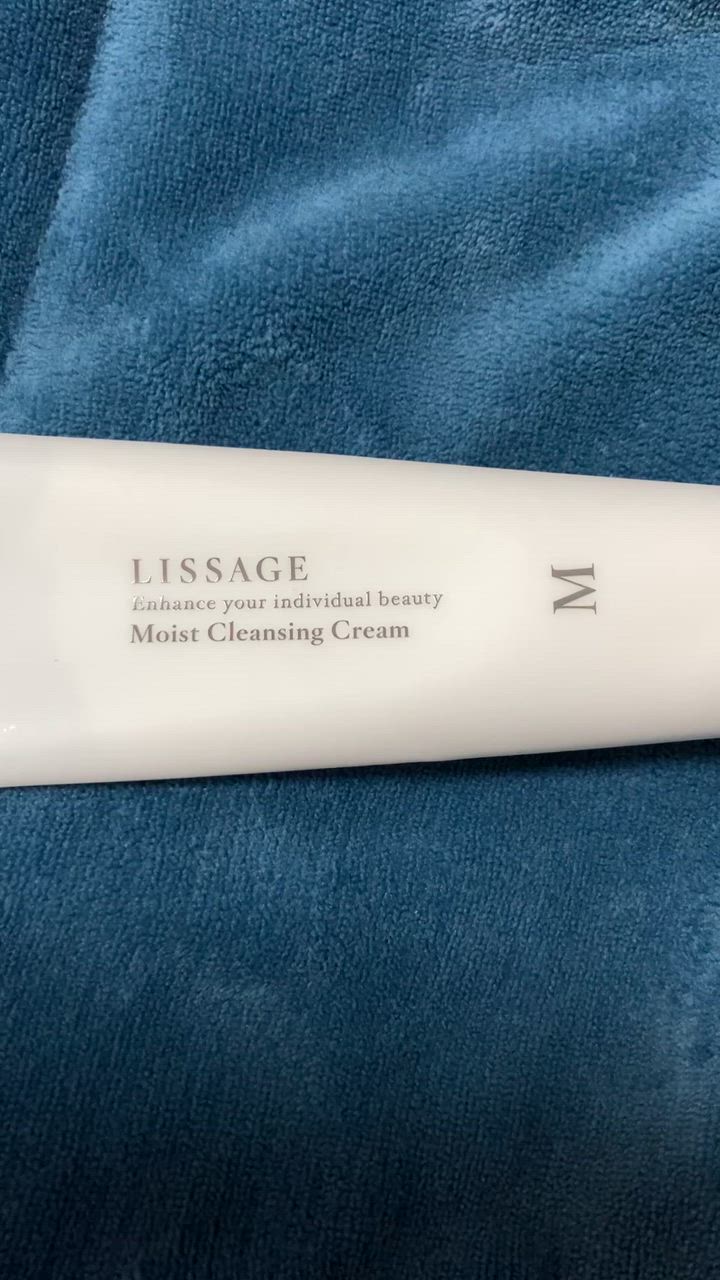 LISSAGE
Enhance your individual beauty
Moist Cleansing Cream
M